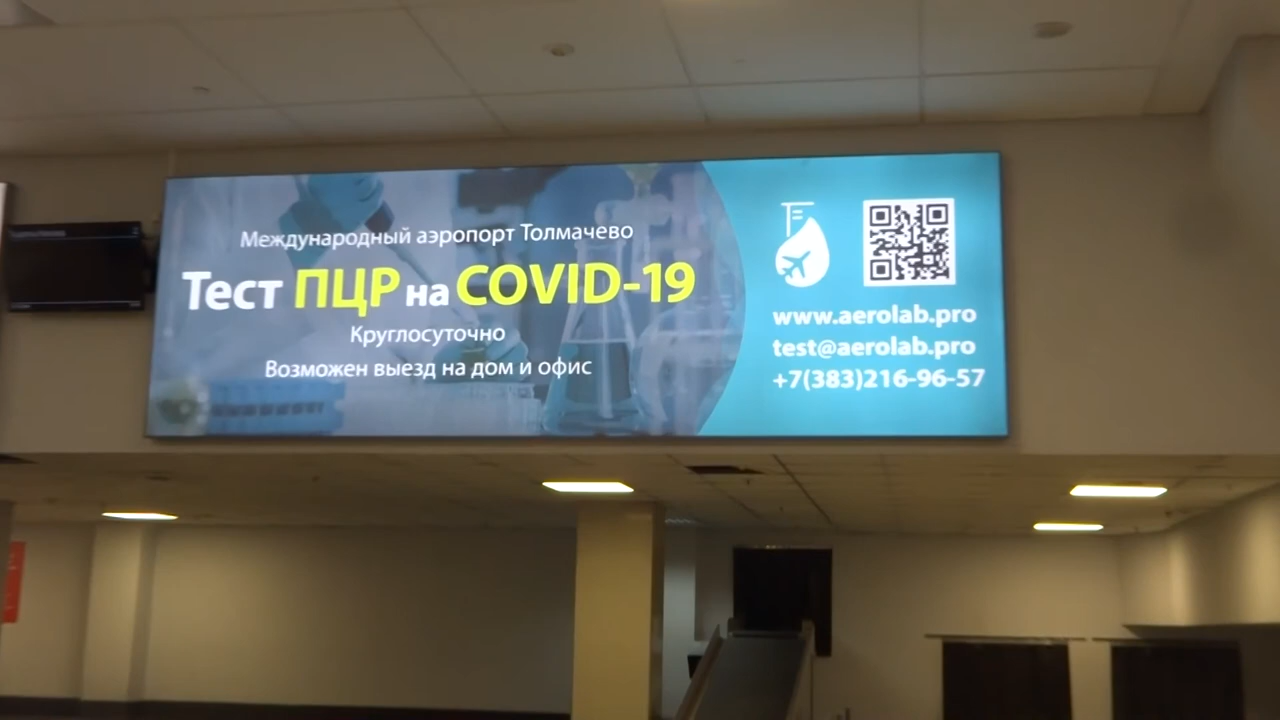 Международный аэропорт Толмачево
Тест ПЦР на COVID-19
Круглосуточно
Возможен выезд на дом и офис
www.aerolab.pro
test@aerolab.pro
+7(383)216-96-57